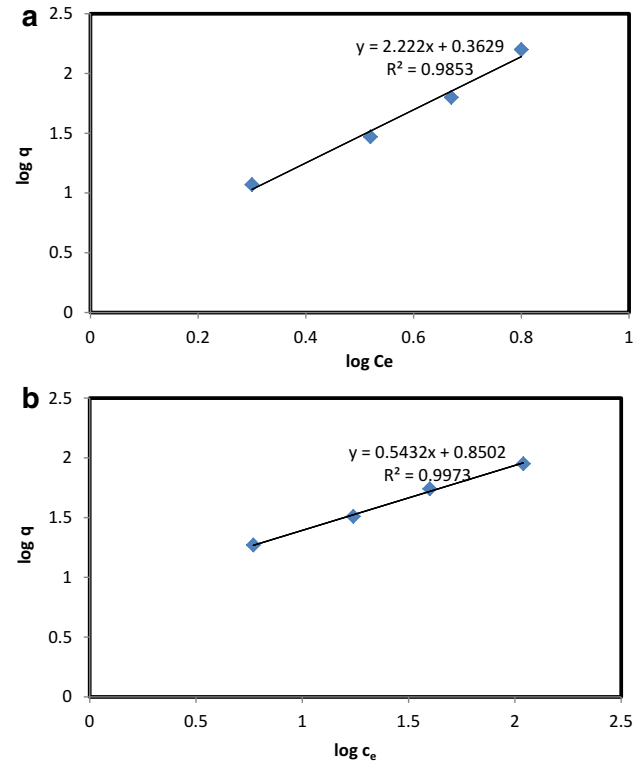 a
2.5
y = 2.222x + 0.3629
R² = 0.9853
2
1.5
log q
1
0.5
0
0 0.2 0.4 0.6 0.8 1
log Ce
b
2.5
y = 0.5432x + 0.8502
R² = 0.9973
2
1.5
log q
1
0.5
0
0 0.5 1 1.5 2 2.5
log cₑ